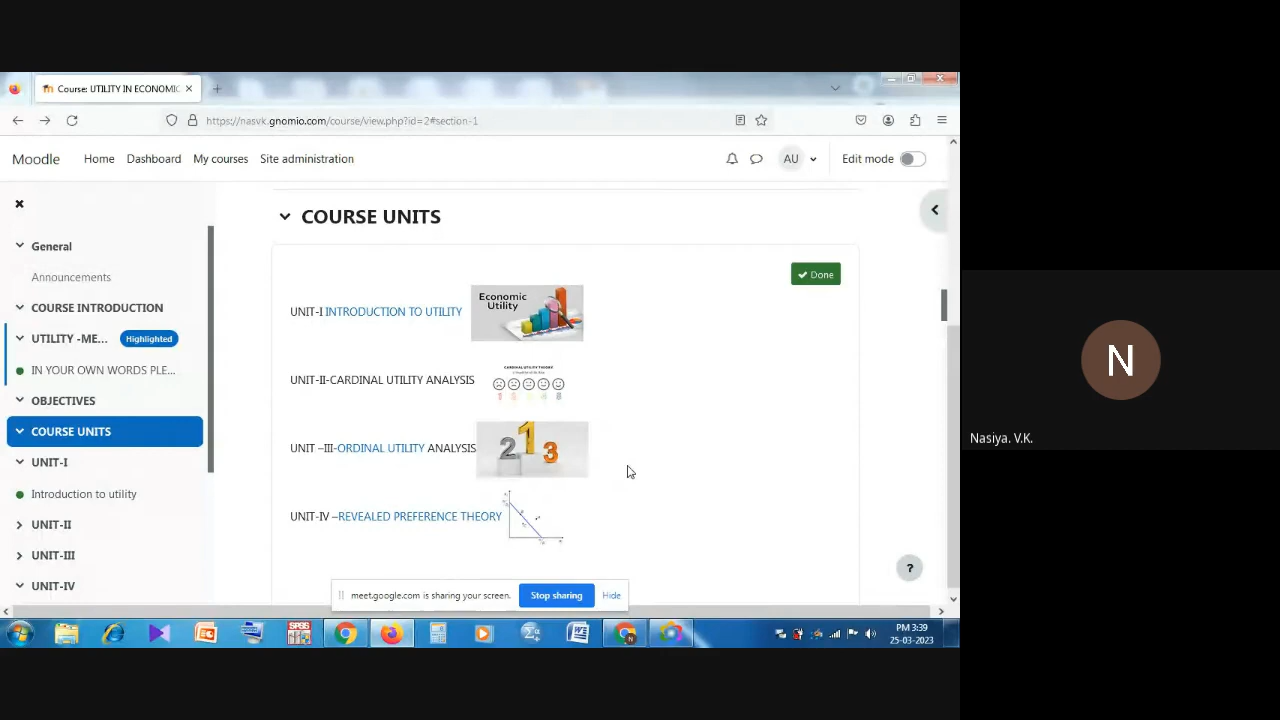 Course: UTILITY IN ECONOMIC
https://nasvk.gnomio.com/course/view.php?id=2#section-1
Moodle Home Dashboard My courses Site administration AU Edit mode
General
Announcements
COURSE INTRODUCTION
UTILITY -ME... Highlighted
IN YOUR OWN WORDS PLE...
OBJECTIVES
COURSE UNITS
UNIT-I
Introduction to utility
UNIT-II
UNIT-III
UNIT-IV
COURSE UNITS
Done
UNIT-I INTRODUCTION TO UTILITY
Economic
Utility
UNIT-II-CARDINAL UTILITY ANALYSIS
CARDINAL UTILITY THEORY
UNIT –III-ORDINAL UTILITY ANALYSIS
2 1 3
UNIT-IV –REVEALED PREFERENCE THEORY
?
meet.google.com is sharing your screen. Stop sharing Hide
SPSS
PM 3:39
25-03-2023
N
Nasiya. V.K.